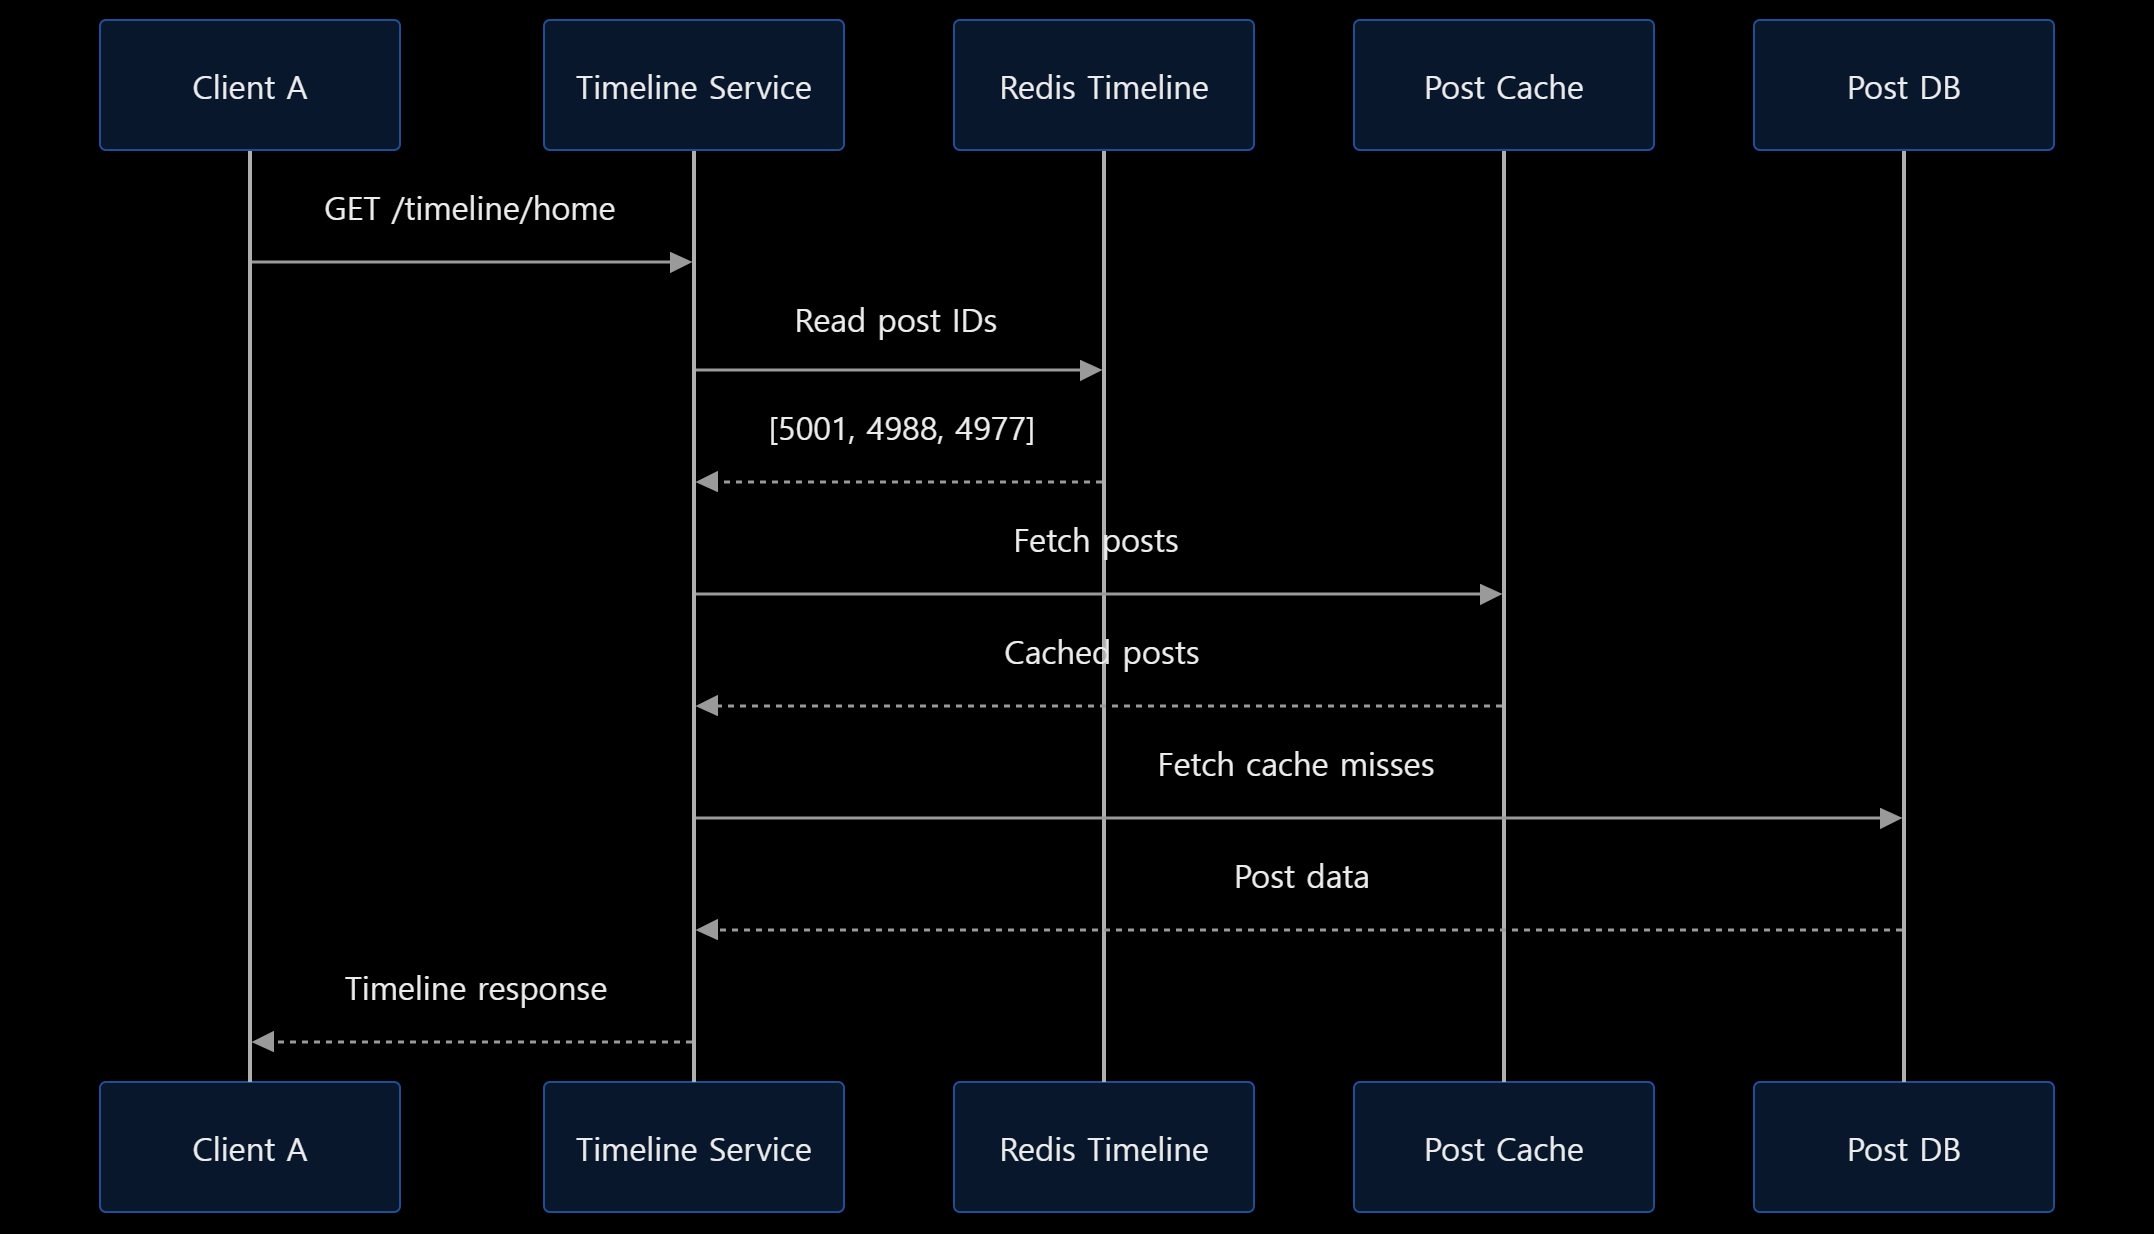 Client A
Timeline Service
Redis Timeline
Post Cache
Post DB
GET /timeline/home
Read post IDs
[5001, 4988, 4977]
Fetch posts
Cached posts
Fetch cache misses
Post data
Timeline response
Client A
Timeline Service
Redis Timeline
Post Cache
Post DB